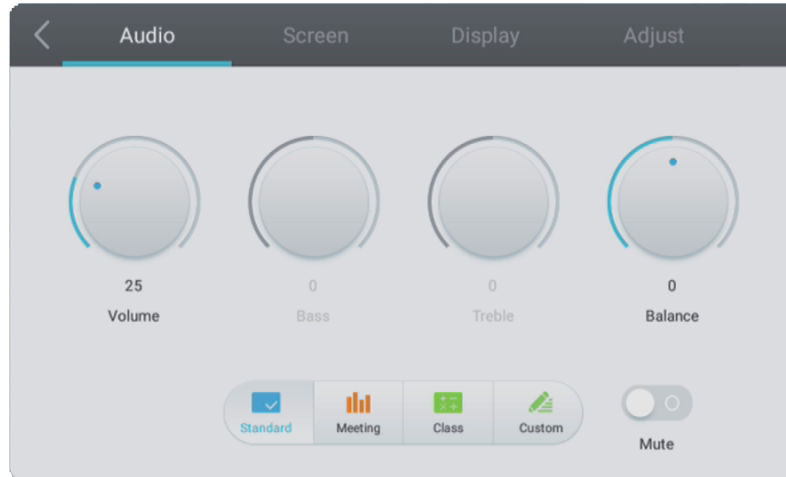 Audio Screen Display Adjust
25 0 0 0
Volume Bass Treble Balance
Standard Meeting Class Custom
Mute